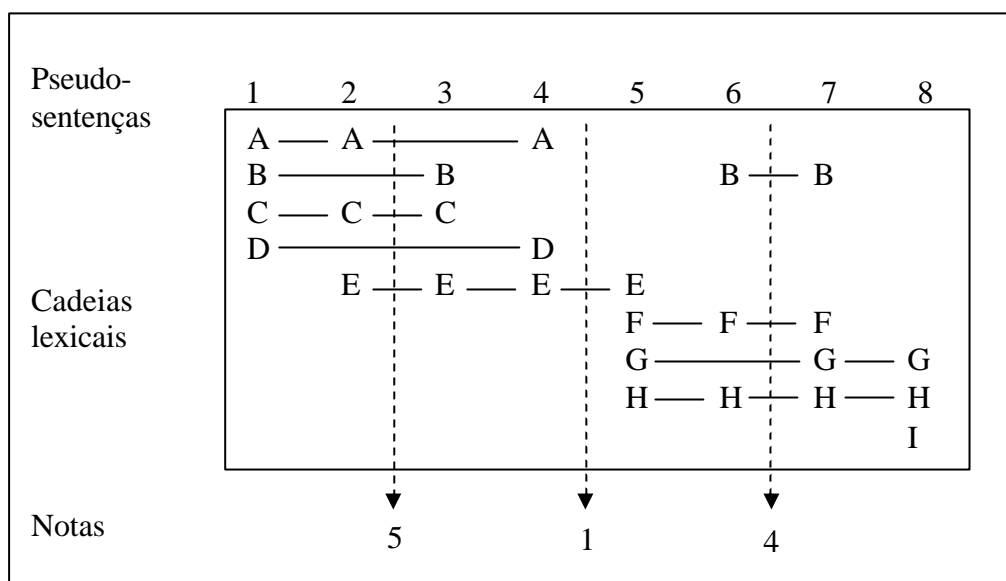 Pseudo-
sentenças
1 2 3 4 5 6 7 8
A A A
B B B B
C C C
D D
E E E E
Cadeias
lexicais
F F F
G G G
H H H H
I
Notas
5 1 4